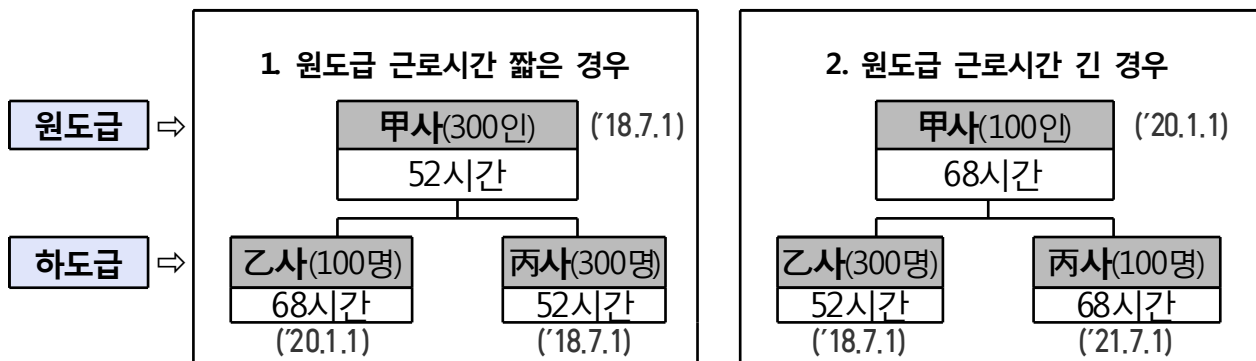 1. 원도급 근로시간 짧은 경우
2. 원도급 근로시간 긴 경우
원도급 ⇨
甲사(300인) ('18.7.1)
52시간
甲사(100인) ('20.1.1)
68시간
하도급 ⇨
乙사(100명)
68시간
('20.1.1)
丙사(300명)
52시간
('18.7.1)
乙사(300명)
52시간
('18.7.1)
丙사(100명)
68시간
('21.7.1)